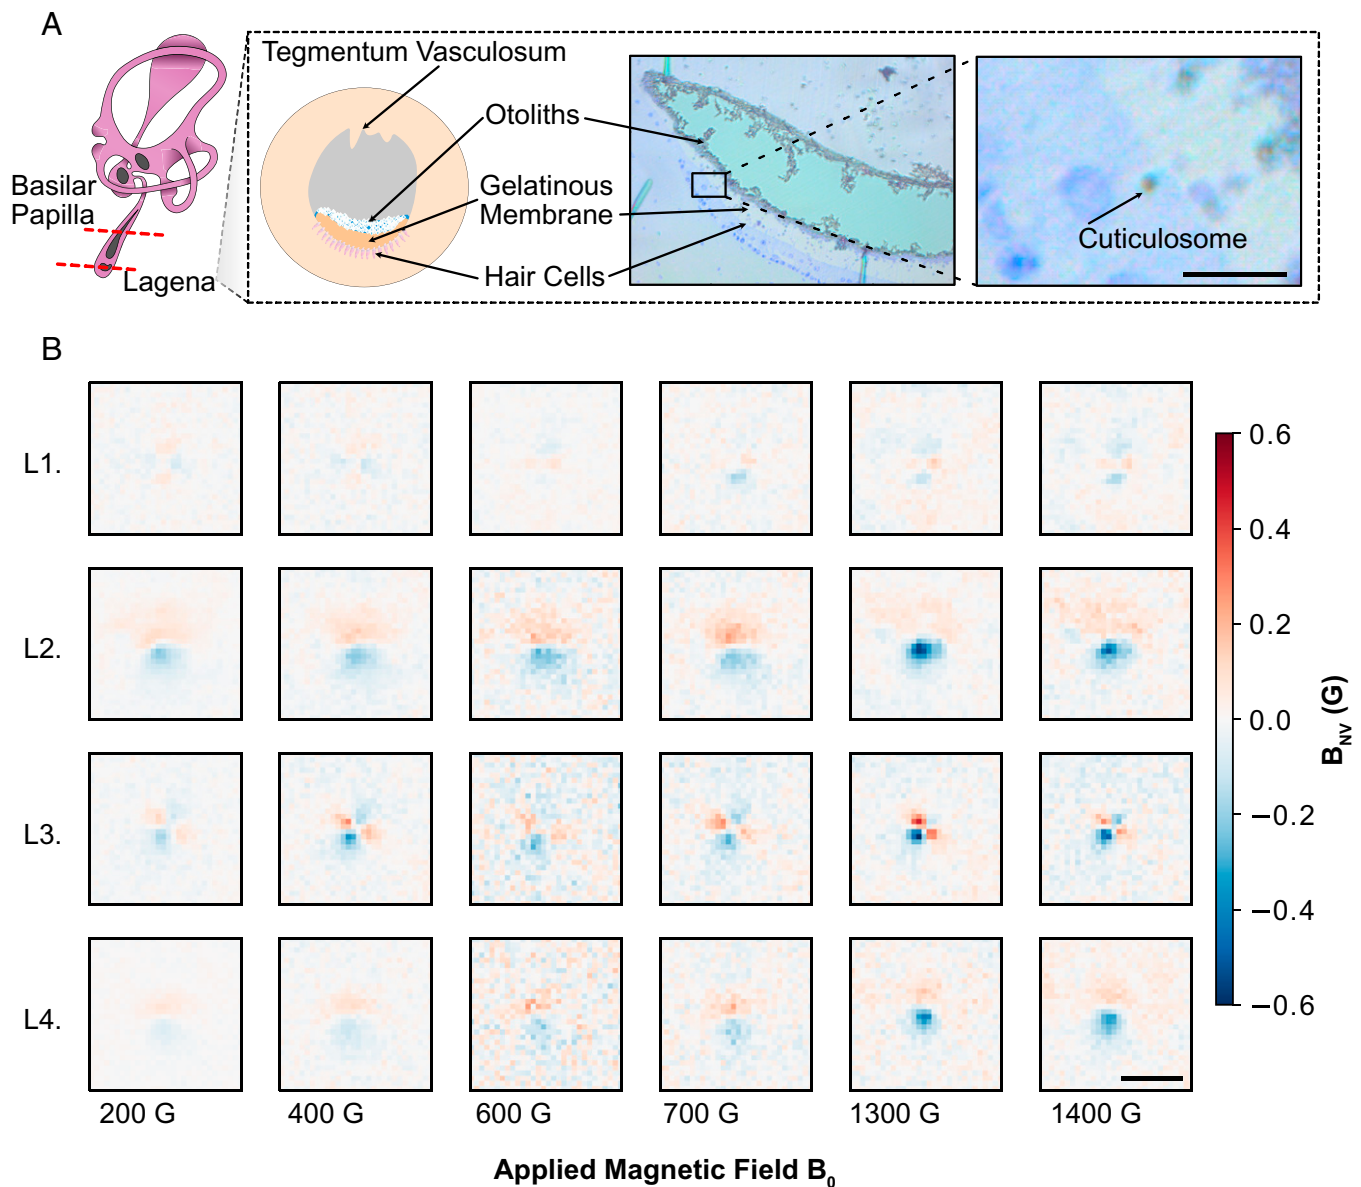 A
Tegmentum Vasculosum
Otoliths
Gelatinous
Membrane
Hair Cells
Basilar
Papilla
Lagena
Cuticulosome
B
L1.
L2.
L3.
L4.
0.6
0.4
0.2
0.0
−0.2
−0.4
−0.6
B_NV (G)
200 G
400 G
600 G
700 G
1300 G
1400 G
Applied Magnetic Field B₀